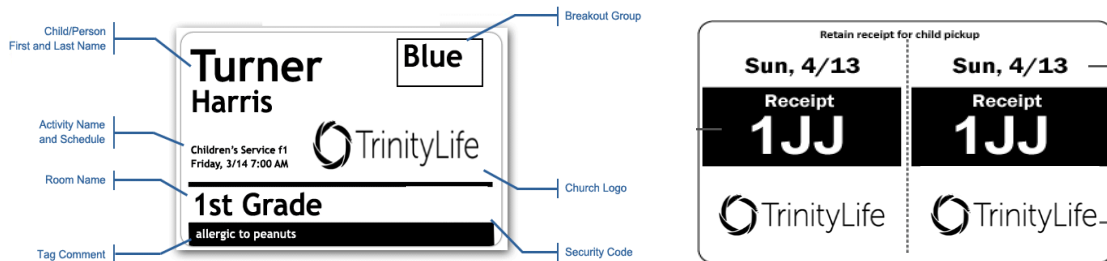 Child/Person
First and Last Name
Breakout Group
Turner
Blue
Harris
Activity Name
and Schedule
Children's Service f1
Friday, 3/14 7:00 AM
TrinityLife
Room Name
Church Logo
1st Grade
allergic to peanuts
Tag Comment
Security Code
Retain receipt for child pickup
Sun, 4/13
Sun, 4/13
Receipt
Receipt
1JJ
1JJ
TrinityLife
TrinityLife